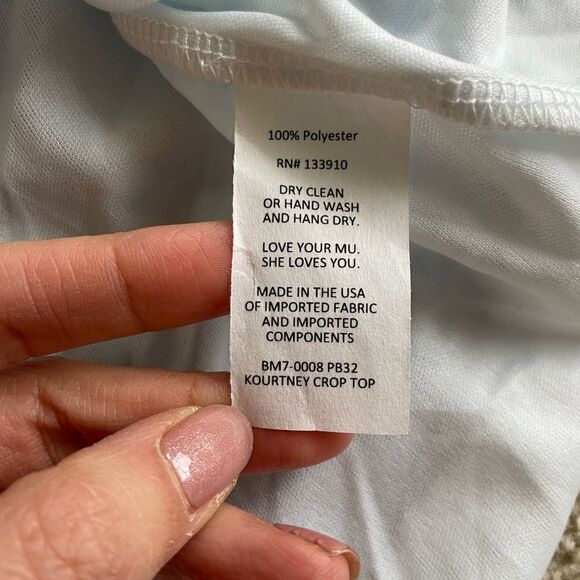 100% Polyester
RN# 133910
DRY CLEAN
OR HAND WASH
AND HANG DRY.
LOVE YOUR MU.
SHE LOVES YOU.
MADE IN THE USA
OF IMPORTED FABRIC
AND IMPORTED
COMPONENTS
BM7-0008 PB32
KOURTNEY CROP TOP